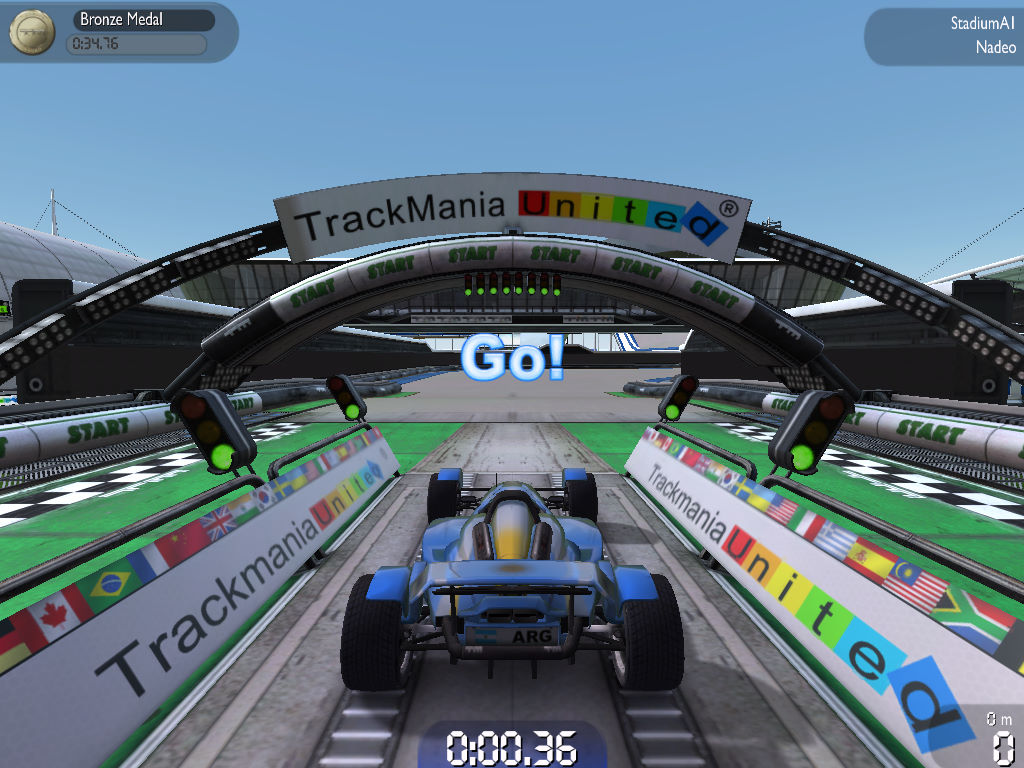 Bronze Medal
0:34.76
StadiumA1
Nadeo
TrackMania United®
START START START START START
Go!
START START
START START
Trackmania United
Trackmania United
ARG
0:00.36
0 m
0